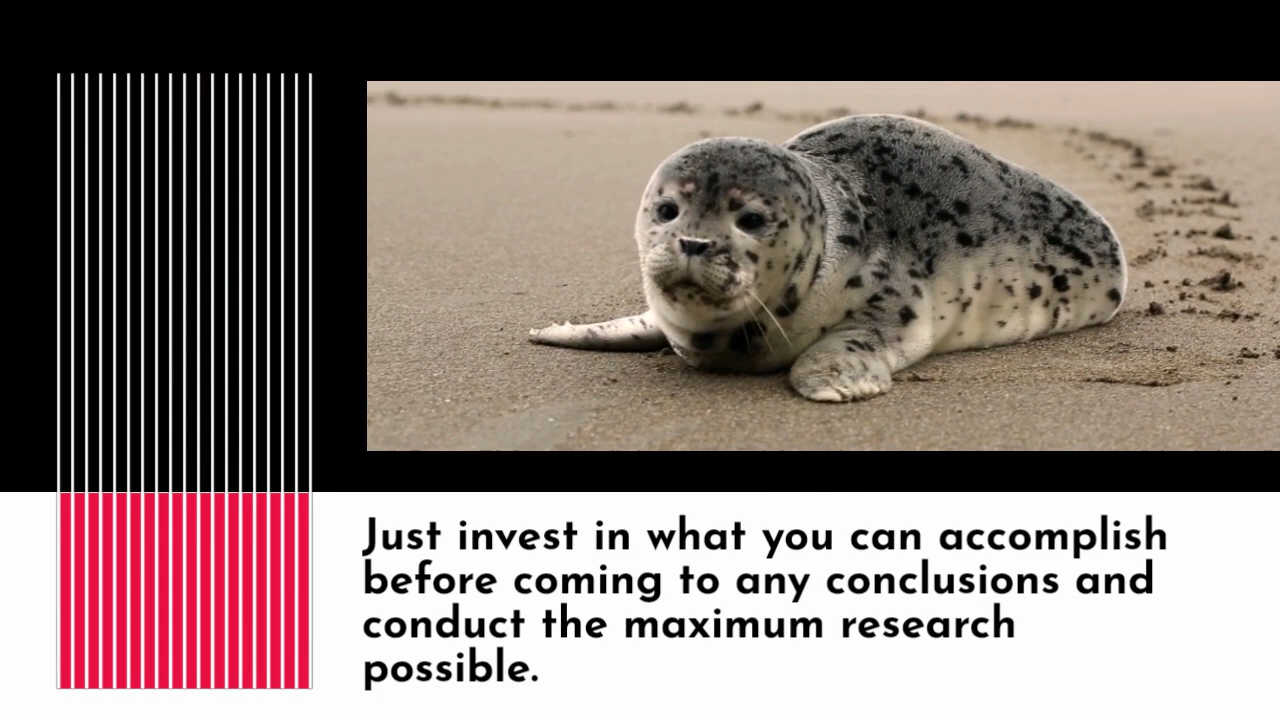 Just invest in what you can accomplish
before coming to any conclusions and
conduct the maximum research
possible.